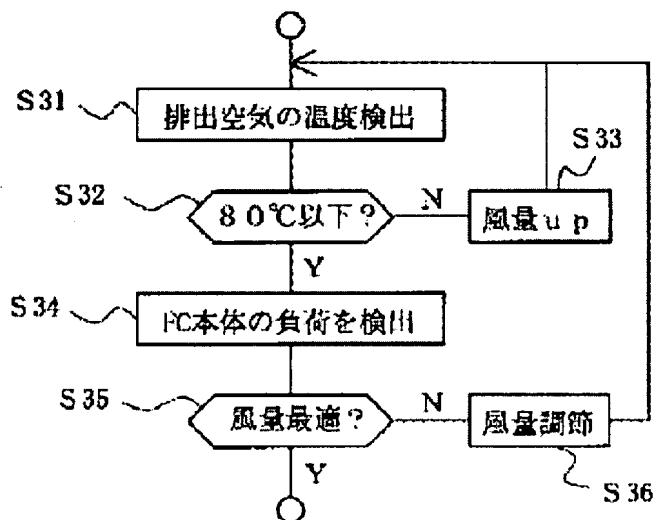 S31
排出空気の温度検出
S33
S32
80℃以下?
N
風量up
Y
S34
FC本体の負荷を検出
S35
風量最適?
N
風量調節
Y
S36